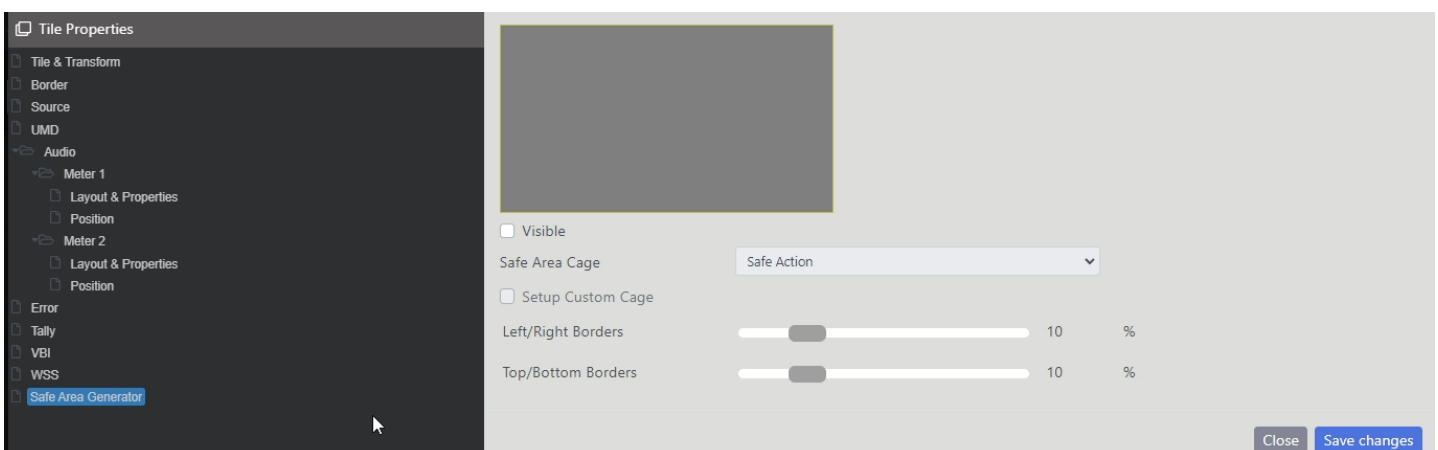 Tile Properties
Tile & Transform
Border
Source
UMD
Audio
Meter 1
Layout & Properties
Position
Meter 2
Layout & Properties
Position
Error
Tally
VBI
WSS
Safe Area Generator
Visible
Safe Area Cage Safe Action
Setup Custom Cage
Left/Right Borders 10 %
Top/Bottom Borders 10 %
Close Save changes